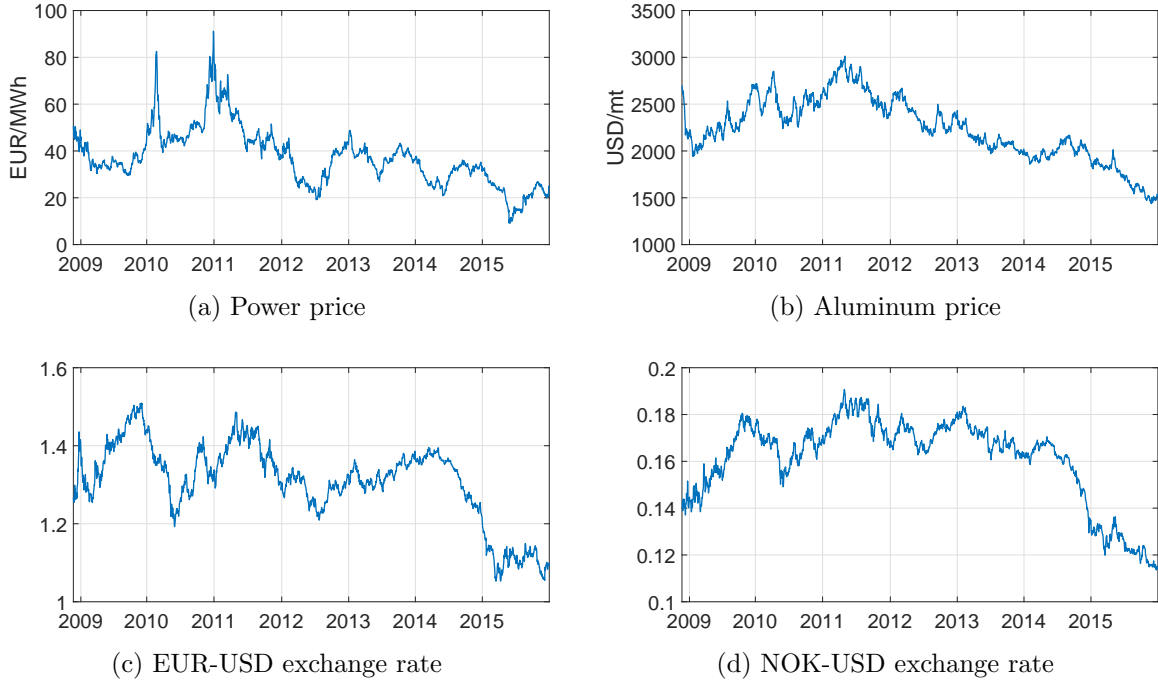 100
80
60
40
20
0
EUR/MWh
2009 2010 2011 2012 2013 2014 2015
(a) Power price
3500
3000
2500
2000
1500
1000
USD/mt
2009 2010 2011 2012 2013 2014 2015
(b) Aluminum price
1.6
1.4
1.2
1
2009 2010 2011 2012 2013 2014 2015
(c) EUR-USD exchange rate
0.2
0.18
0.16
0.14
0.12
0.1
2009 2010 2011 2012 2013 2014 2015
(d) NOK-USD exchange rate